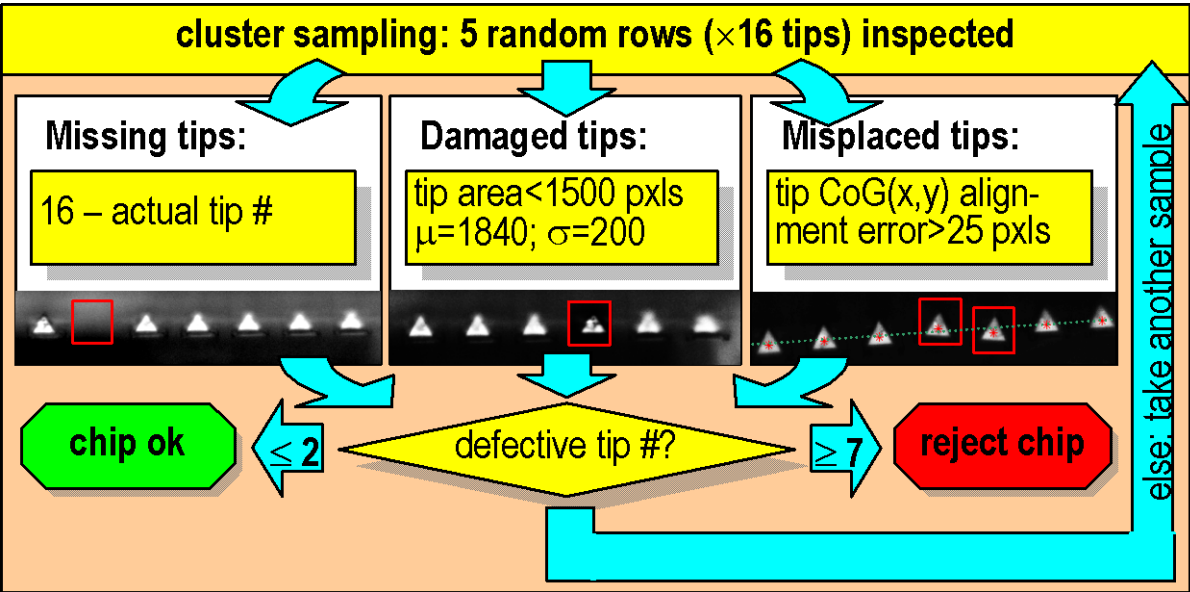 cluster sampling: 5 random rows (×16 tips) inspected
Missing tips:
16 – actual tip #
Damaged tips:
tip area<1500 pxls
μ=1840; σ=200
Misplaced tips:
tip CoG(x,y) align-
ment error>25 pxls
else: take another sample
chip ok
≤ 2
defective tip #?
≥ 7
reject chip